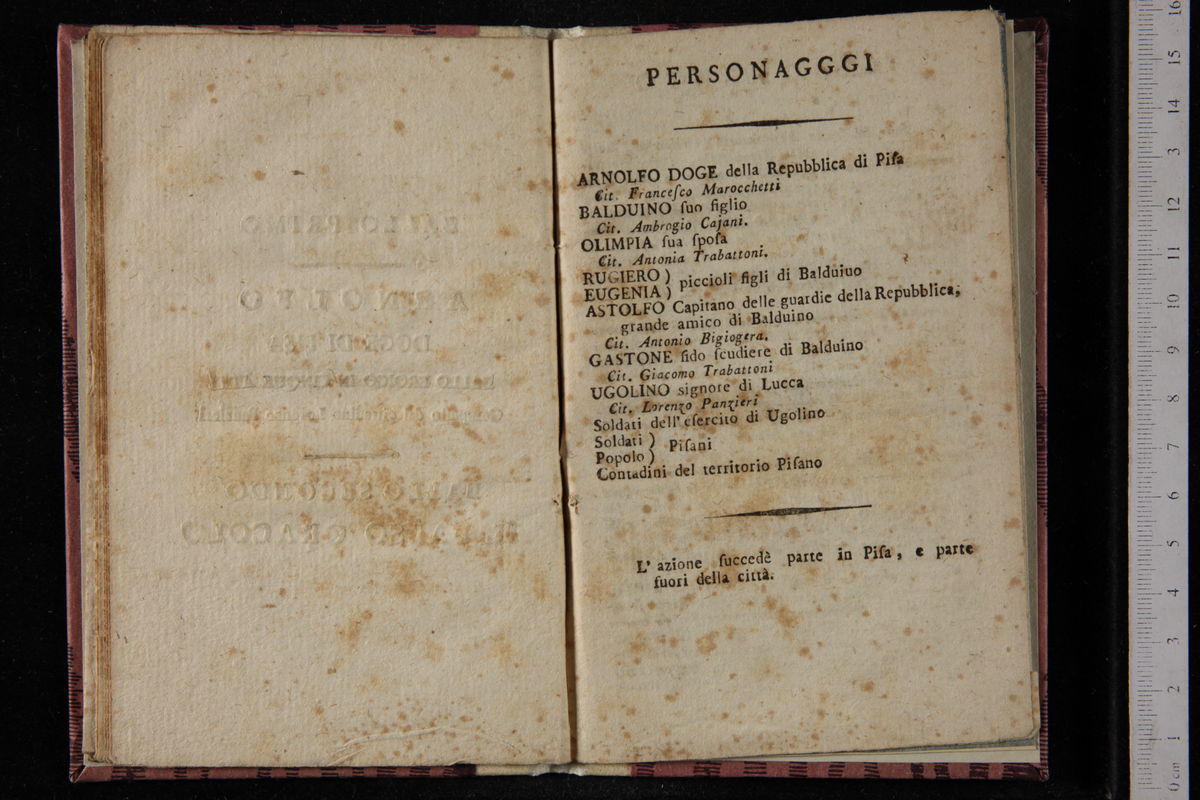 PERSONAGGGI
ARNOLFO DOGE della Repubblica di Piſa
Cit. Franceſco Marocchetti
BALDUINO ſuo figlio
Cit. Ambrogio Cajani.
OLIMPIA ſua ſpoſa
Cit. Antonia Trabattoni.
RUGIERO ) piccioli figli di Balduiuo
EUGENIA )
ASTOLFO Capitano delle guardie della Repubblica,
grande amico di Balduino
Cit. Antonio Bigiogera.
GASTONE fido ſcudiere di Balduino
Cit. Giacomo Trabattoni
UGOLINO signore di Lucca
Cit. Lorenzo Panzieri
Soldati dell' eſercito di Ugolino
Soldati ) Piſani
Popolo )
Contadini del territorio Piſano
L' azione ſuccedè parte in Piſa, e parte
fuori della città.